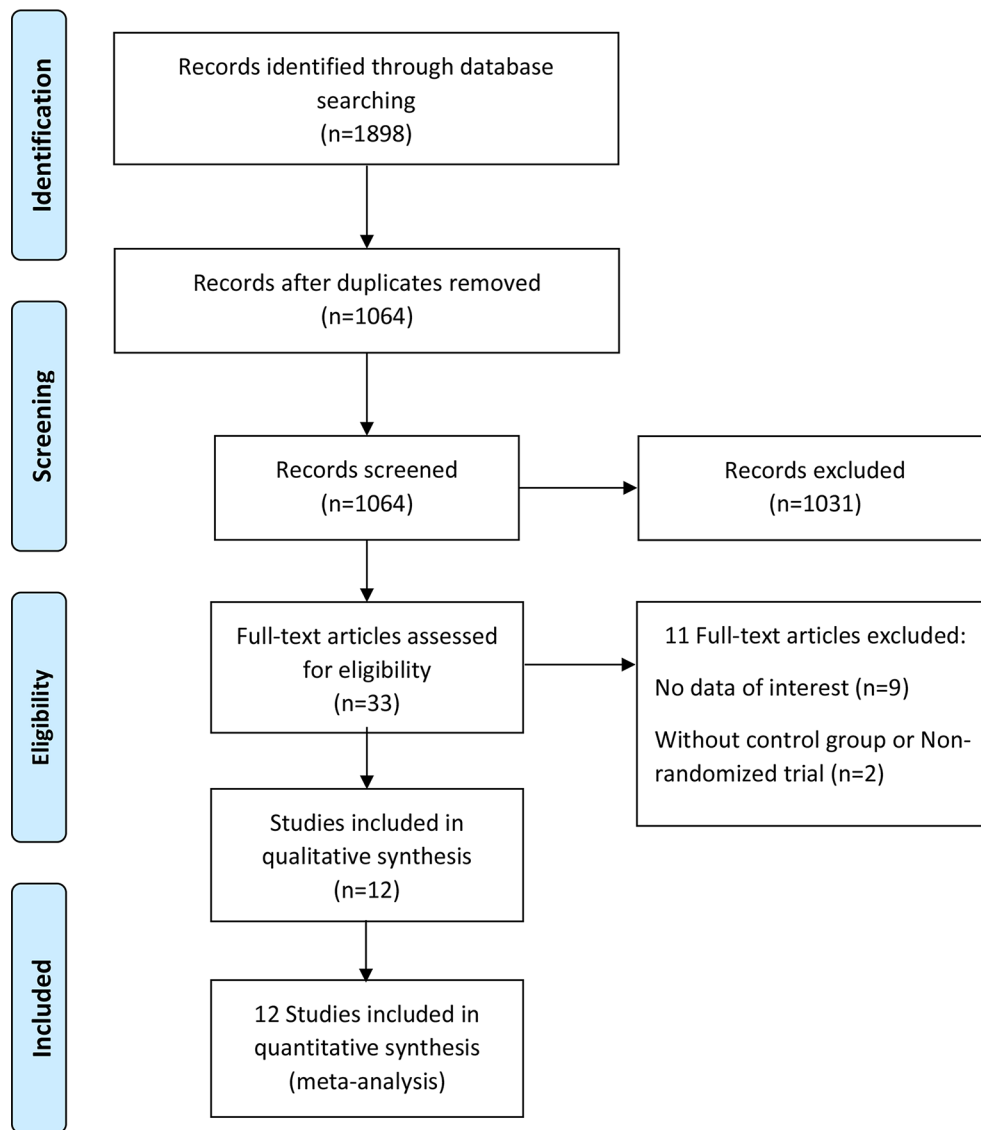 Identification
Records identified through database
searching
(n=1898)
Records after duplicates removed
(n=1064)
Screening
Records screened
(n=1064)
Records excluded
(n=1031)
Eligibility
Full-text articles assessed
for eligibility
(n=33)
11 Full-text articles excluded:
No data of interest (n=9)
Without control group or Non-
randomized trial (n=2)
Studies included in
qualitative synthesis
(n=12)
Included
12 Studies included in
quantitative synthesis
(meta-analysis)